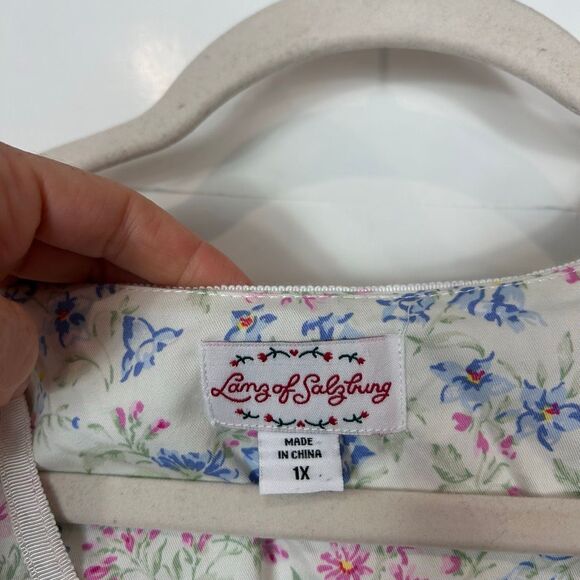 Lanz of Salzburg
MADE
IN CHINA
1X